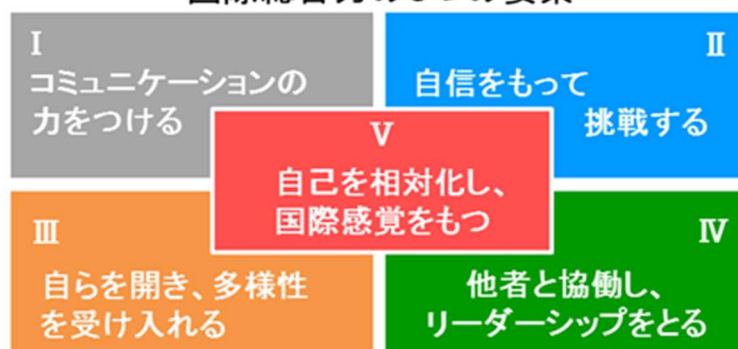 I
コミュニケーションの
力をつける
II
自信をもって
挑戦する
V
自己を相対化し、
国際感覚をもつ
III
自らを開き、多様性
を受け入れる
IV
他者と協働し、
リーダーシップをとる